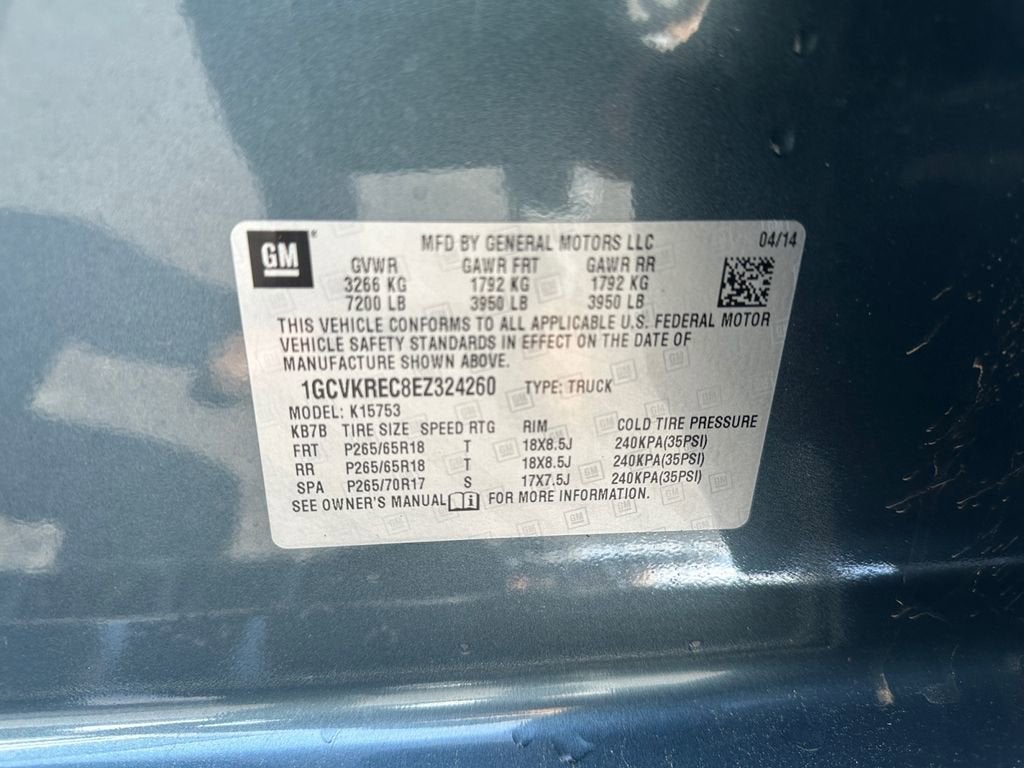 GM® MFD BY GENERAL MOTORS LLC 04/14
GVWR GAWR FRT GAWR RR
3266 KG 1792 KG 1792 KG
7200 LB 3950 LB 3950 LB
THIS VEHICLE CONFORMS TO ALL APPLICABLE U.S. FEDERAL MOTOR
VEHICLE SAFETY STANDARDS IN EFFECT ON THE DATE OF
MANUFACTURE SHOWN ABOVE.
1GCVKREC8EZ324260 TYPE: TRUCK
MODEL: K15753
KB7B TIRE SIZE SPEED RTG RIM COLD TIRE PRESSURE
FRT P265/65R18 T 18X8.5J 240KPA(35PSI)
RR P265/65R18 T 18X8.5J 240KPA(35PSI)
SPA P265/70R17 S 17X7.5J 240KPA(35PSI)
SEE OWNER'S MANUAL i FOR MORE INFORMATION.